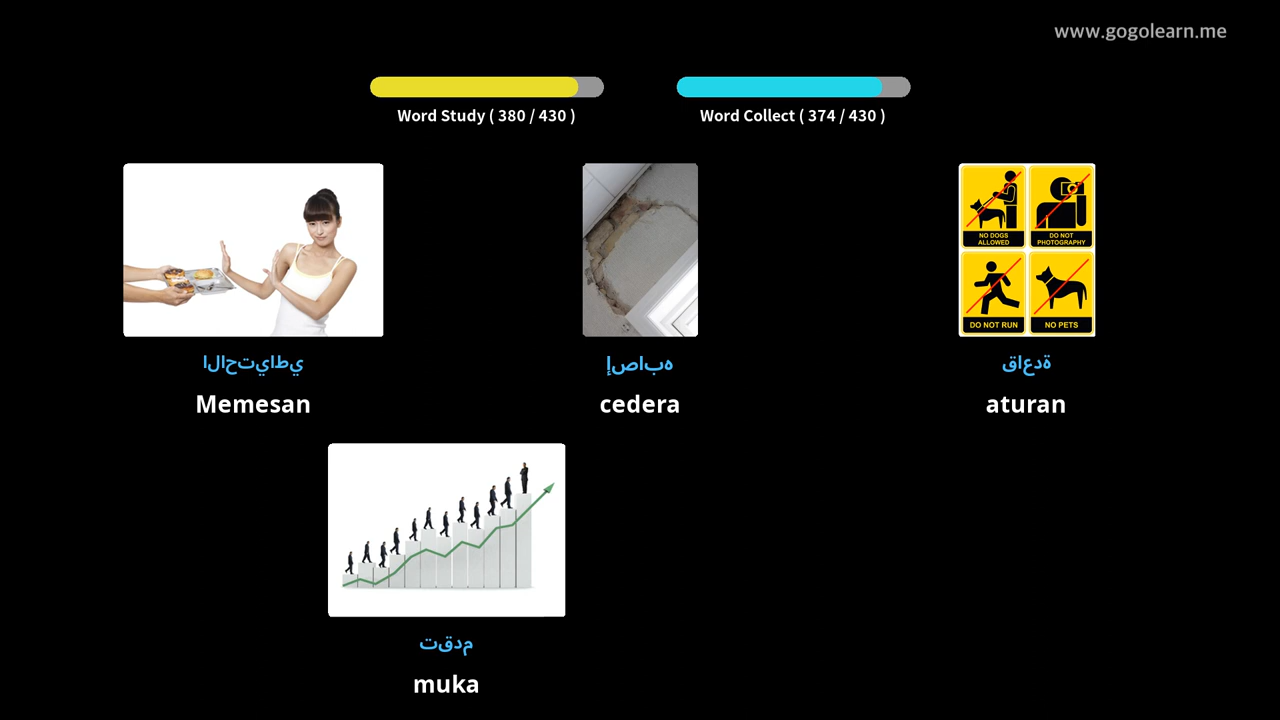 www.gogolearn.me
Word Study ( 380 / 430 )
Word Collect ( 374 / 430 )
الاحتياطي
Memesan
إصابه
cedera
قاعدة
aturan
NO DOGS
ALLOWED
DO NOT
PHOTOGRAPHY
DO NOT RUN
NO PETS
تقدم
muka